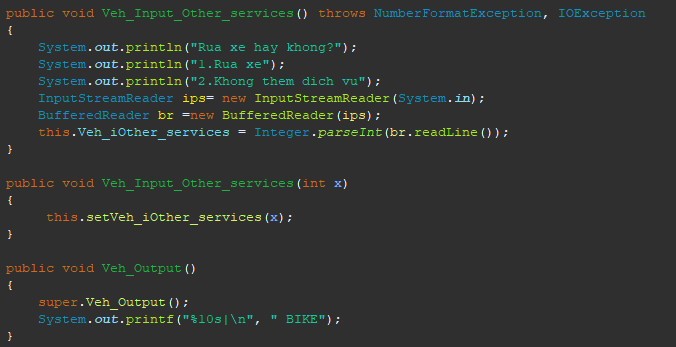 public void Veh_Input_Other_services() throws NumberFormatException, IOException
{
    System.out.println("Rua xe hay khong?");
    System.out.println("1.Rua xe");
    System.out.println("2.Khong them dich vu");
    InputStreamReader ips= new InputStreamReader(System.in);
    BufferedReader br =new BufferedReader(ips);
    this.Veh_iOther_services = Integer.parseInt(br.readLine());
}
public void Veh_Input_Other_services(int x)
{
     this.setVeh_iOther_services(x);
}
public void Veh_Output()
{
    super.Veh_Output();
    System.out.printf("%10s|\n", " BIKE");
}